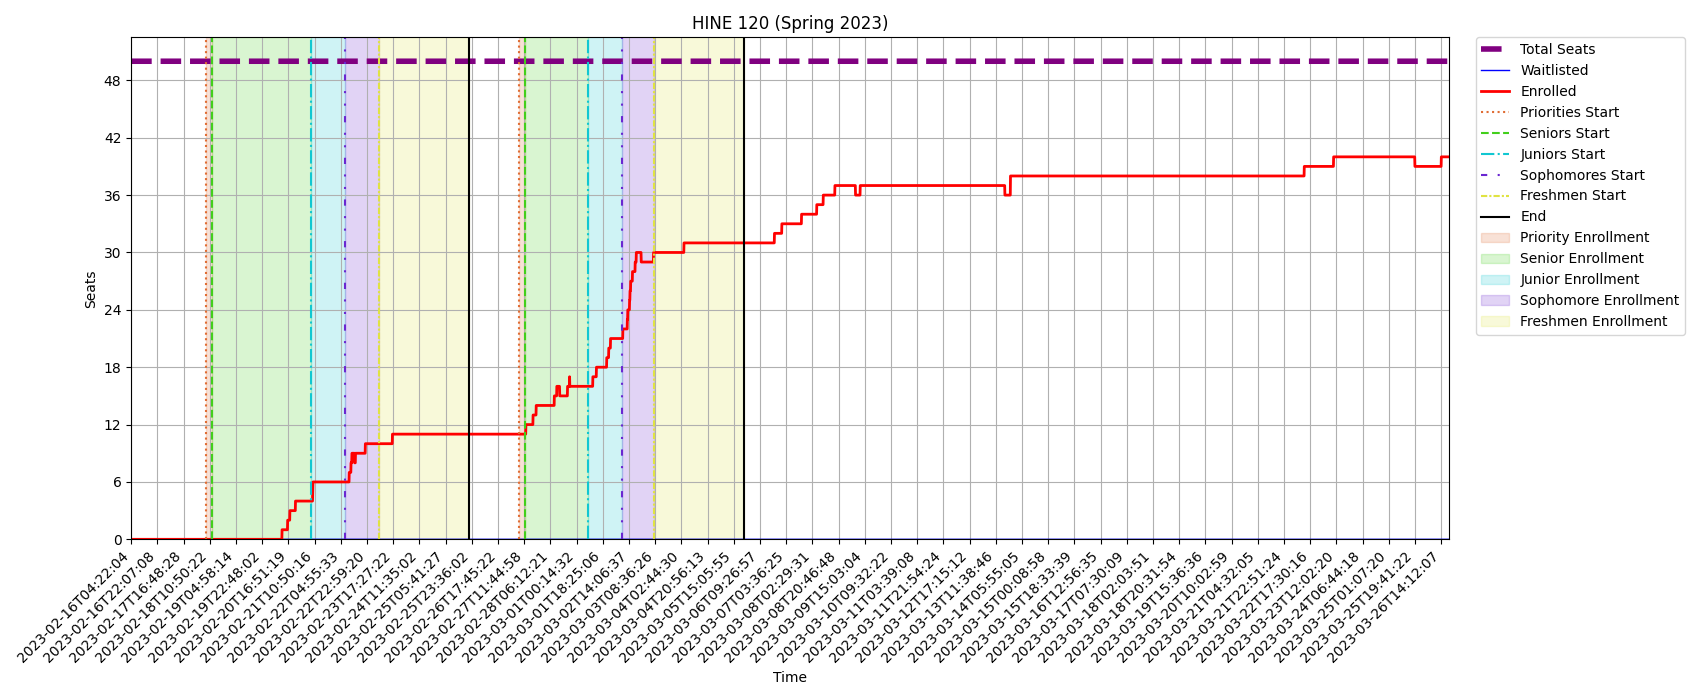 HINE 120 (Spring 2023)
Total Seats
Waitlisted
Enrolled
Priorities Start
Seniors Start
Juniors Start
Sophomores Start
Freshmen Start
End
Priority Enrollment
Senior Enrollment
Junior Enrollment
Sophomore Enrollment
Freshmen Enrollment
Seats
48
42
36
30
24
18
12
6
0
2023-02-16T04:22:04
2023-02-16T22:07:08
2023-02-17T16:48:28
2023-02-18T10:50:22
2023-02-19T04:58:14
2023-02-19T22:48:02
2023-02-20T16:51:19
2023-02-21T10:50:16
2023-02-22T04:55:33
2023-02-22T22:59:20
2023-02-23T17:27:22
2023-02-24T11:35:02
2023-02-25T05:41:27
2023-02-25T23:36:02
2023-02-26T17:45:22
2023-02-27T11:44:58
2023-02-28T06:12:21
2023-03-01T00:14:32
2023-03-01T18:25:06
2023-03-02T14:06:37
2023-03-03T08:36:26
2023-03-04T02:44:30
2023-03-04T20:56:13
2023-03-05T15:05:55
2023-03-06T09:26:57
2023-03-07T03:36:25
2023-03-08T02:29:31
2023-03-08T20:46:48
2023-03-09T15:03:04
2023-03-10T09:32:22
2023-03-11T03:39:08
2023-03-11T21:54:24
2023-03-12T17:15:12
2023-03-13T11:38:46
2023-03-14T05:55:05
2023-03-15T00:08:58
2023-03-15T18:33:39
2023-03-16T12:56:35
2023-03-17T07:30:09
2023-03-18T02:03:51
2023-03-18T20:31:54
2023-03-19T15:36:36
2023-03-20T10:02:59
2023-03-21T04:32:05
2023-03-21T22:51:24
2023-03-22T17:30:16
2023-03-23T12:02:20
2023-03-24T06:44:18
2023-03-25T01:07:20
2023-03-25T19:41:22
2023-03-26T14:12:07
Time